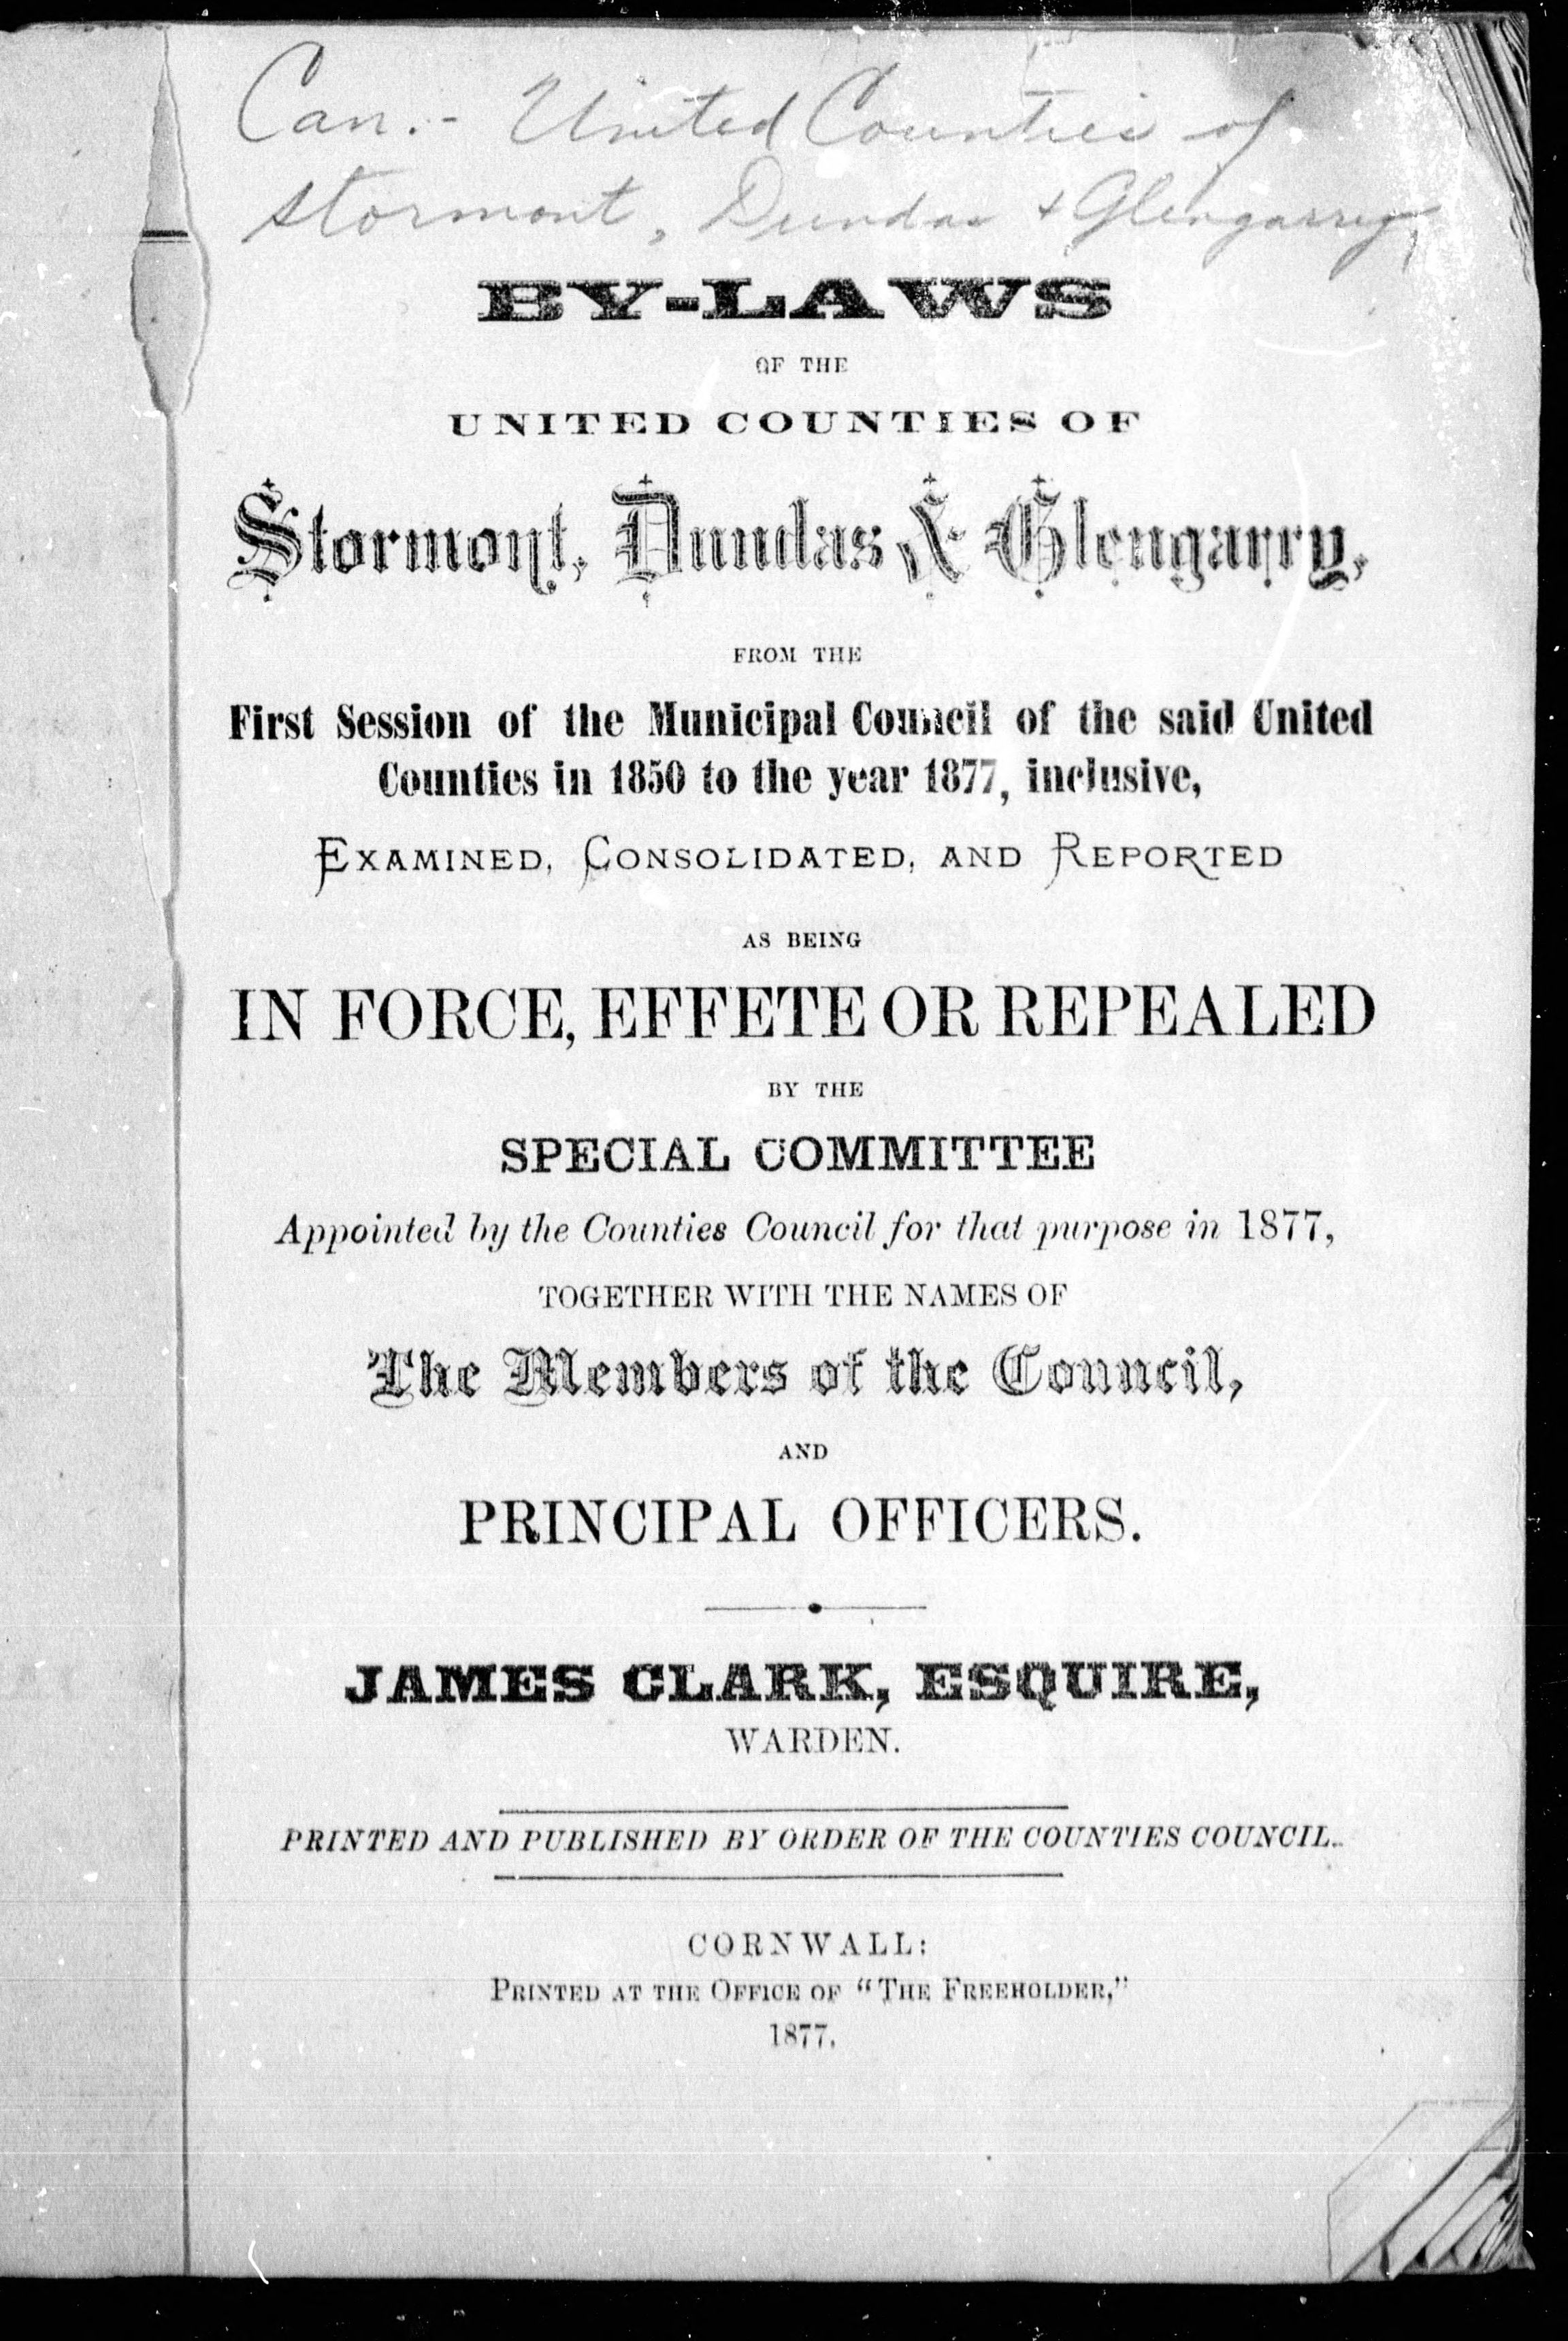 Can. - United Counties of
Stormont, Dundas & Glengarry,
BY-LAWS
OF THE
UNITED COUNTIES OF
Stormont, Dundas & Glengarry,
FROM THE
First Session of the Municipal Council of the said United
Counties in 1850 to the year 1877, inclusive,
EXAMINED, CONSOLIDATED, AND REPORTED
AS BEING
IN FORCE, EFFETE OR REPEALED
BY THE
SPECIAL COMMITTEE
Appointed by the Counties Council for that purpose in 1877,
TOGETHER WITH THE NAMES OF
The Members of the Council,
AND
PRINCIPAL OFFICERS.
JAMES CLARK, ESQUIRE,
WARDEN.
PRINTED AND PUBLISHED BY ORDER OF THE COUNTIES COUNCIL.
CORNWALL:
PRINTED AT THE OFFICE OF "THE FREEHOLDER,"
1877.